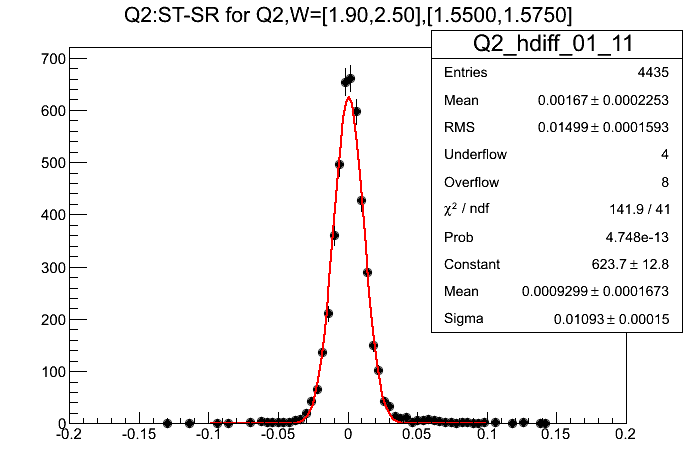 Q2:ST-SR for Q2,W=[1.90,2.50],[1.5500,1.5750]
Q2_hdiff_01_11
Entries 4435
Mean 0.00167 ± 0.0002253
RMS 0.01499 ± 0.0001593
Underflow 4
Overflow 8
χ² / ndf 141.9 / 41
Prob 4.748e-13
Constant 623.7 ± 12.8
Mean 0.0009299 ± 0.0001673
Sigma 0.01093 ± 0.00015
700
600
500
400
300
200
100
0
-0.2 -0.15 -0.1 -0.05 0 0.05 0.1 0.15 0.2